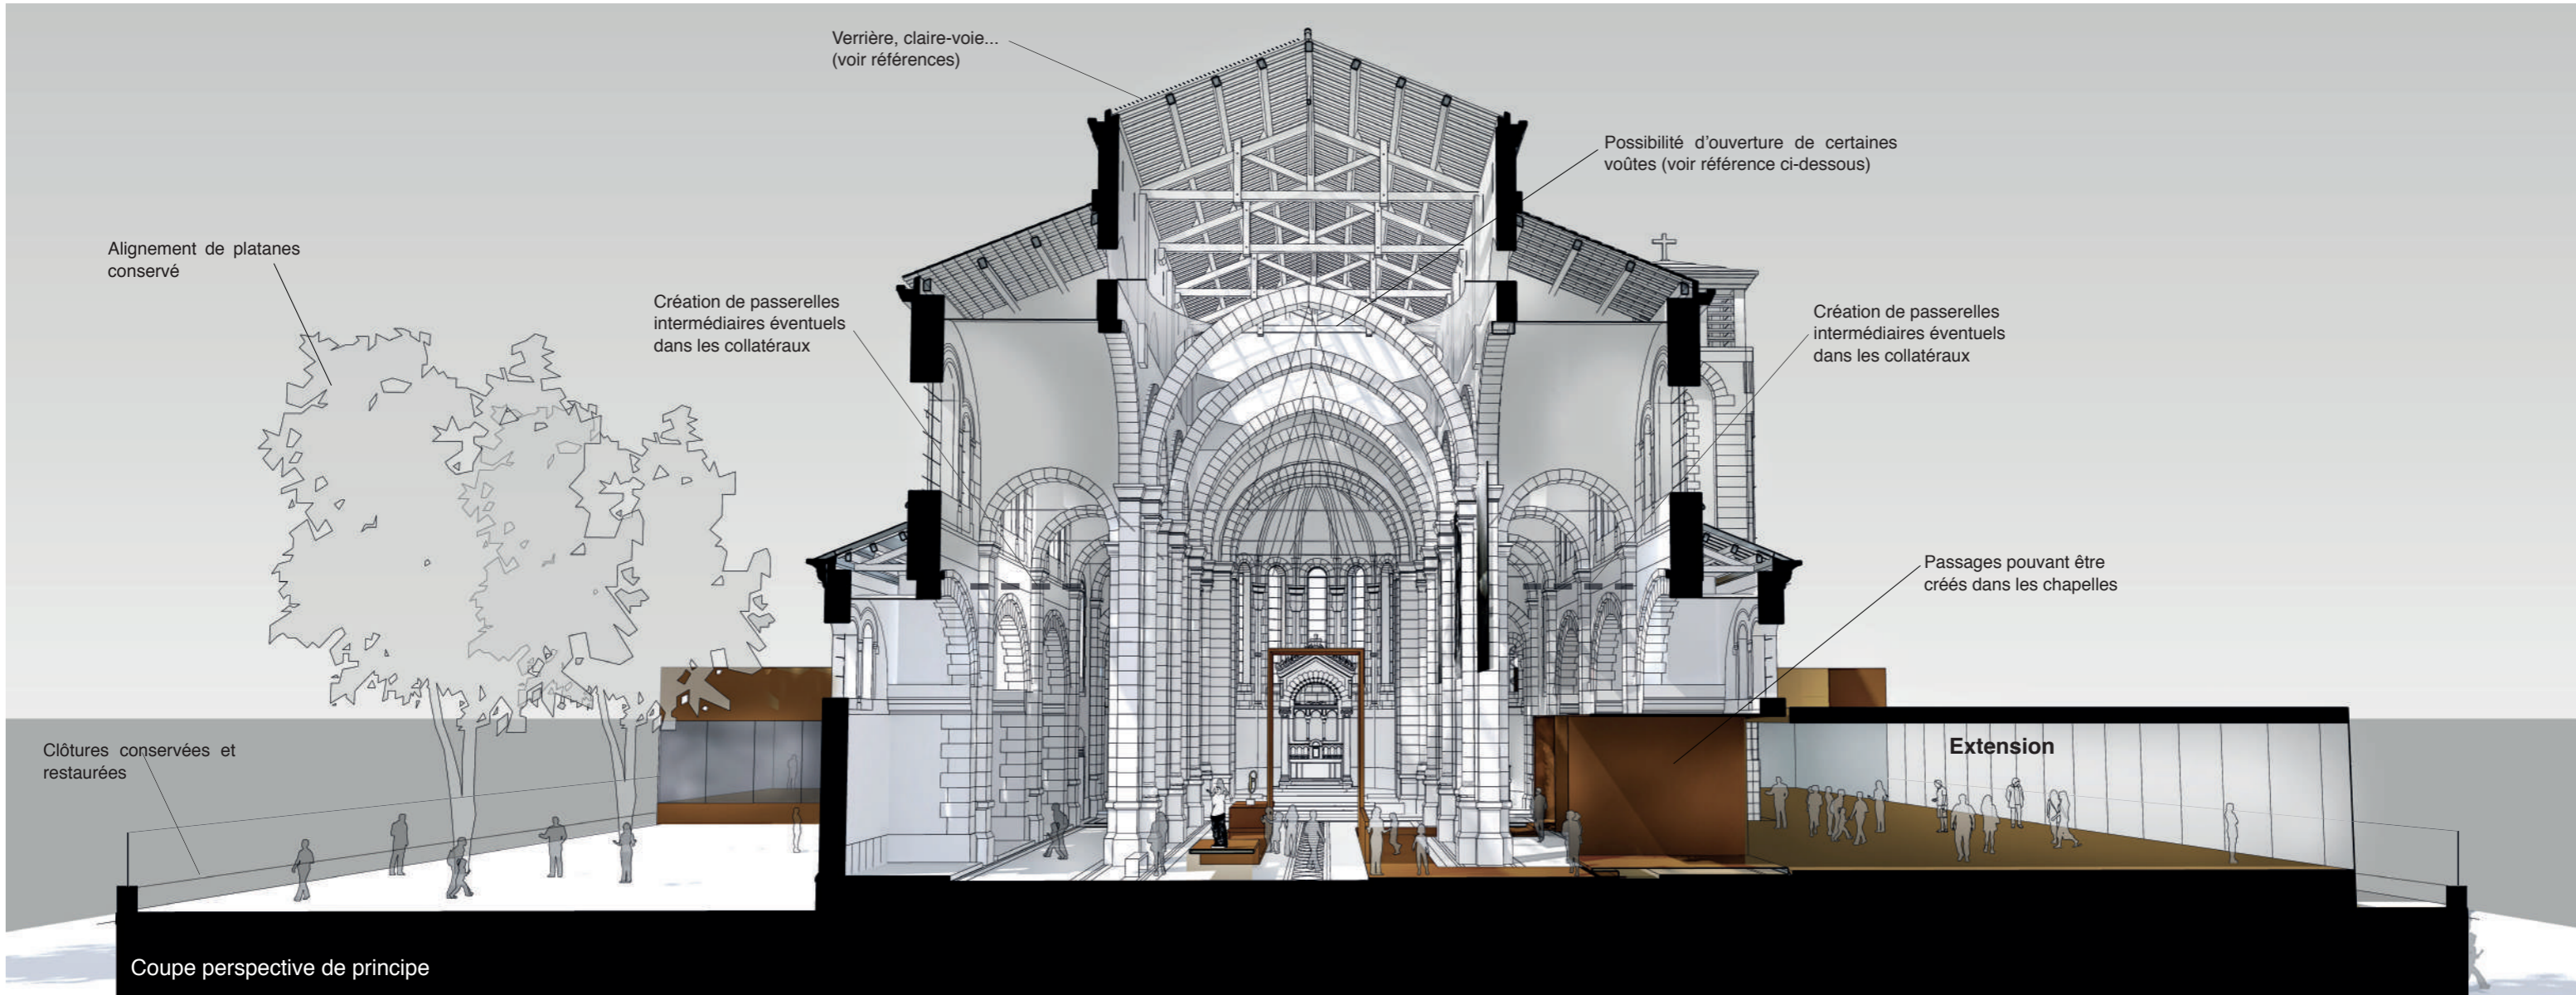 Verrière, claire-voie...
(voir références)
Possibilité d'ouverture de certaines
voûtes (voir référence ci-dessous)
Alignement de platanes
conservé
Création de passerelles
intermédiaires éventuels
dans les collatéraux
Création de passerelles
intermédiaires éventuels
dans les collatéraux
Passages pouvant être
créés dans les chapelles
Clôtures conservées et
restaurées
Extension
Coupe perspective de principe